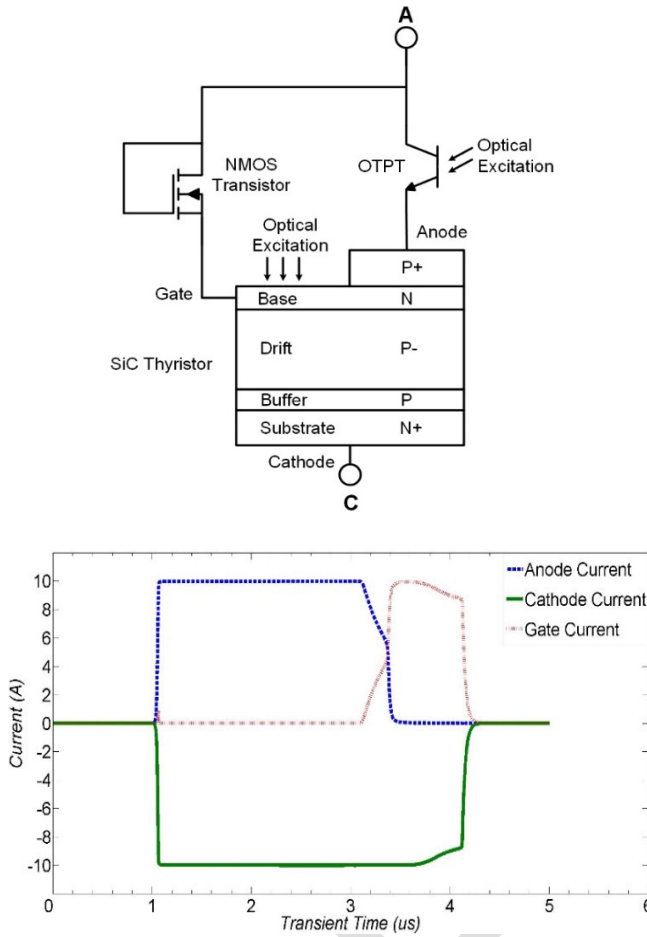 A
NMOS
Transistor
OTPT
Optical
Excitation
Optical
Excitation
Anode
P+
Gate
Base N
Drift P-
SiC Thyristor
Buffer P
Substrate N+
Cathode
C
Anode Current
Cathode Current
Gate Current
Current (A)
10
8
6
4
2
0
-2
-4
-6
-8
-10
0 1 2 3 4 5 6
Transient Time (us)